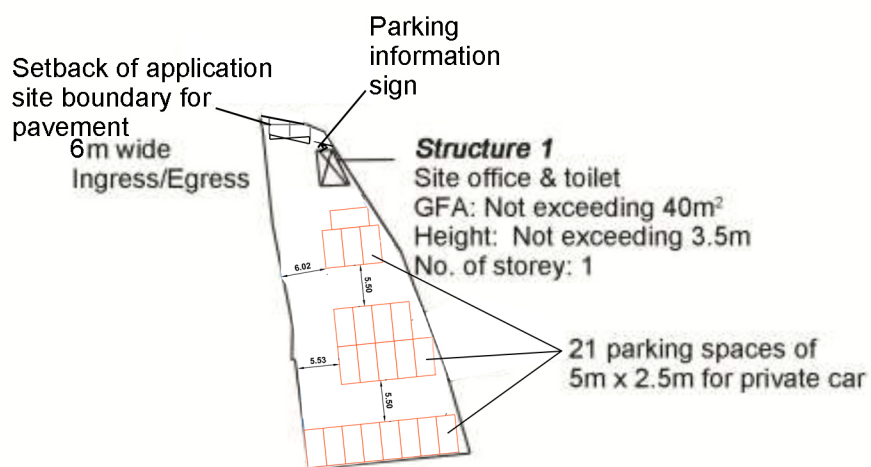 Parking
information
sign
Setback of application
site boundary for
pavement
6m wide
Ingress/Egress
Structure 1
Site office & toilet
GFA: Not exceeding 40m²
Height: Not exceeding 3.5m
No. of storey: 1
6.02
5.50
5.53
5.50
21 parking spaces of
5m x 2.5m for private car